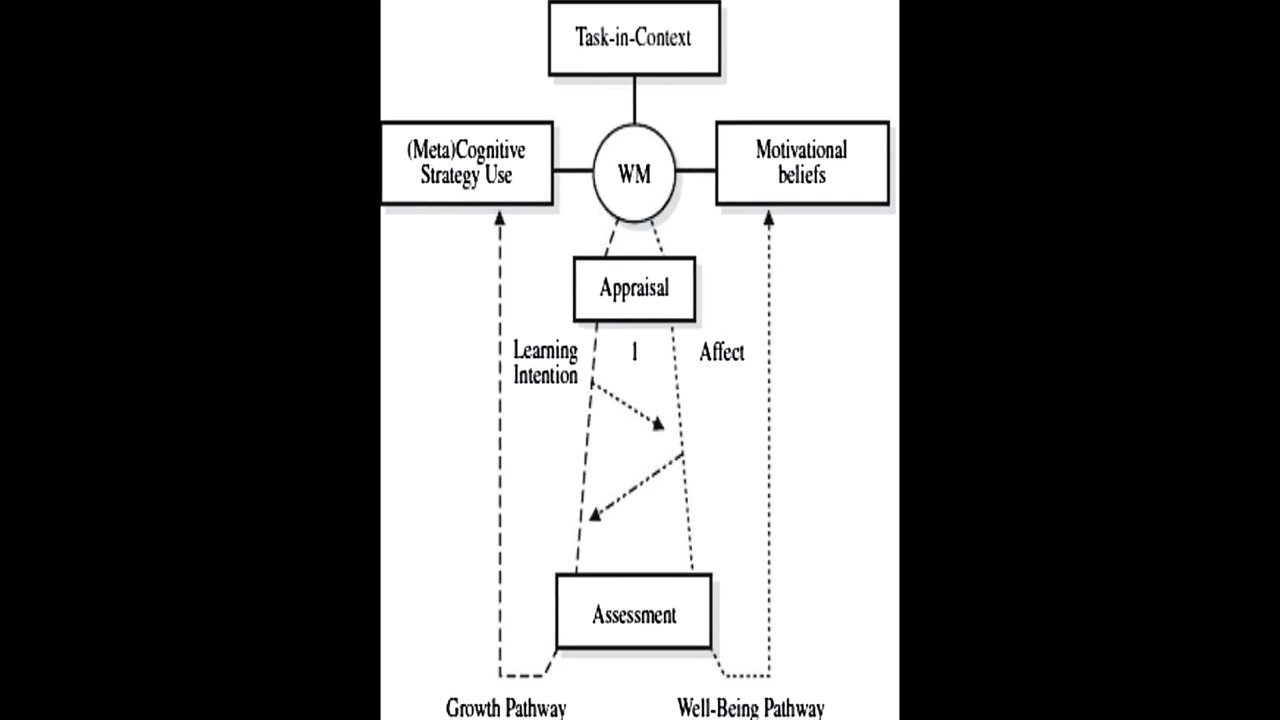 Task-in-Context
(Meta)Cognitive
Strategy Use
WM
Motivational
beliefs
Appraisal
Learning
Intention
1
Affect
Assessment
Growth Pathway
Well-Being Pathway